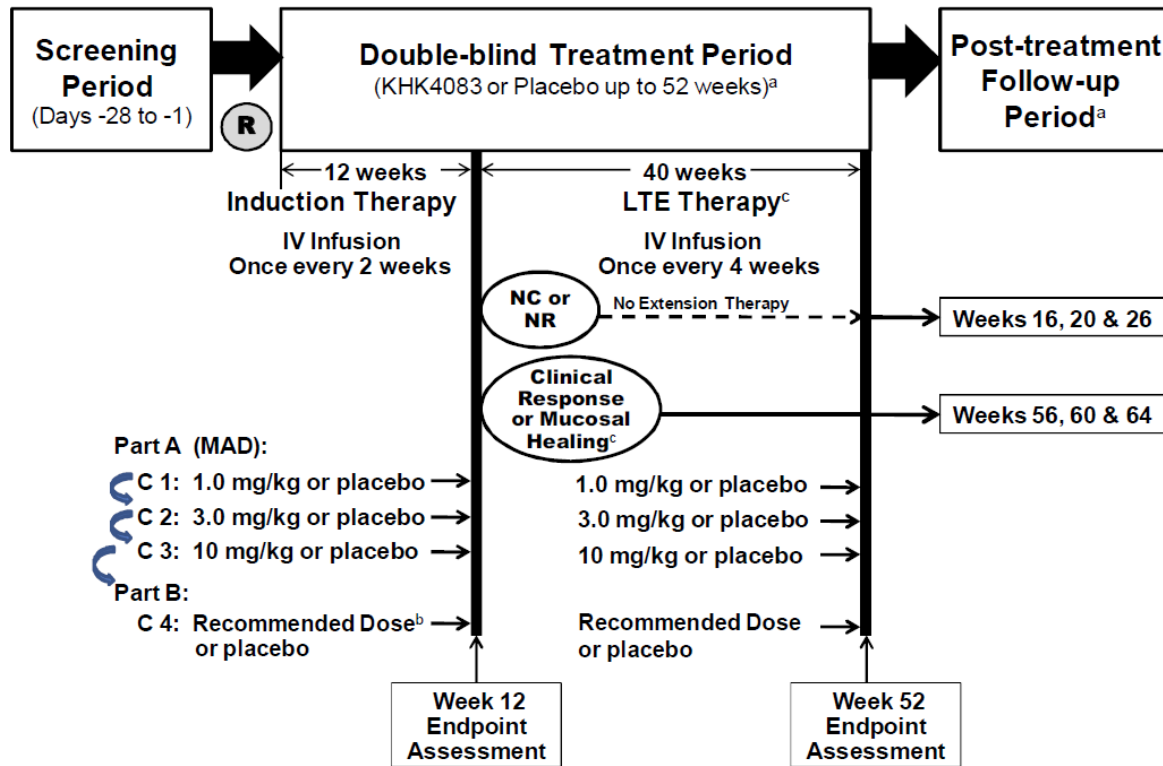 Screening
Period
(Days -28 to -1)
R
Double-blind Treatment Period
(KHK4083 or Placebo up to 52 weeks)ᵃ
Post-treatment
Follow-up
Periodᵃ
12 weeks
Induction Therapy
IV Infusion
Once every 2 weeks
40 weeks
LTE Therapyᶜ
IV Infusion
Once every 4 weeks
NC or
NR
No Extension Therapy
Weeks 16, 20 & 26
Clinical
Response
or Mucosal
Healingᶜ
Weeks 56, 60 & 64
Part A (MAD):
C 1: 1.0 mg/kg or placebo
C 2: 3.0 mg/kg or placebo
C 3: 10 mg/kg or placebo
Part B:
C 4: Recommended Doseᵇ
or placebo
1.0 mg/kg or placebo
3.0 mg/kg or placebo
10 mg/kg or placebo
Recommended Dose
or placebo
Week 12
Endpoint
Assessment
Week 52
Endpoint
Assessment